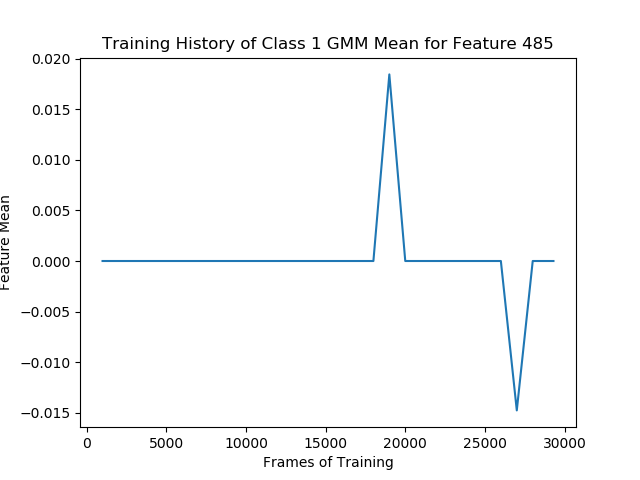 Training History of Class 1 GMM Mean for Feature 485
0.020
0.015
0.010
0.005
0.000
−0.005
−0.010
−0.015
Feature Mean
0 5000 10000 15000 20000 25000 30000
Frames of Training